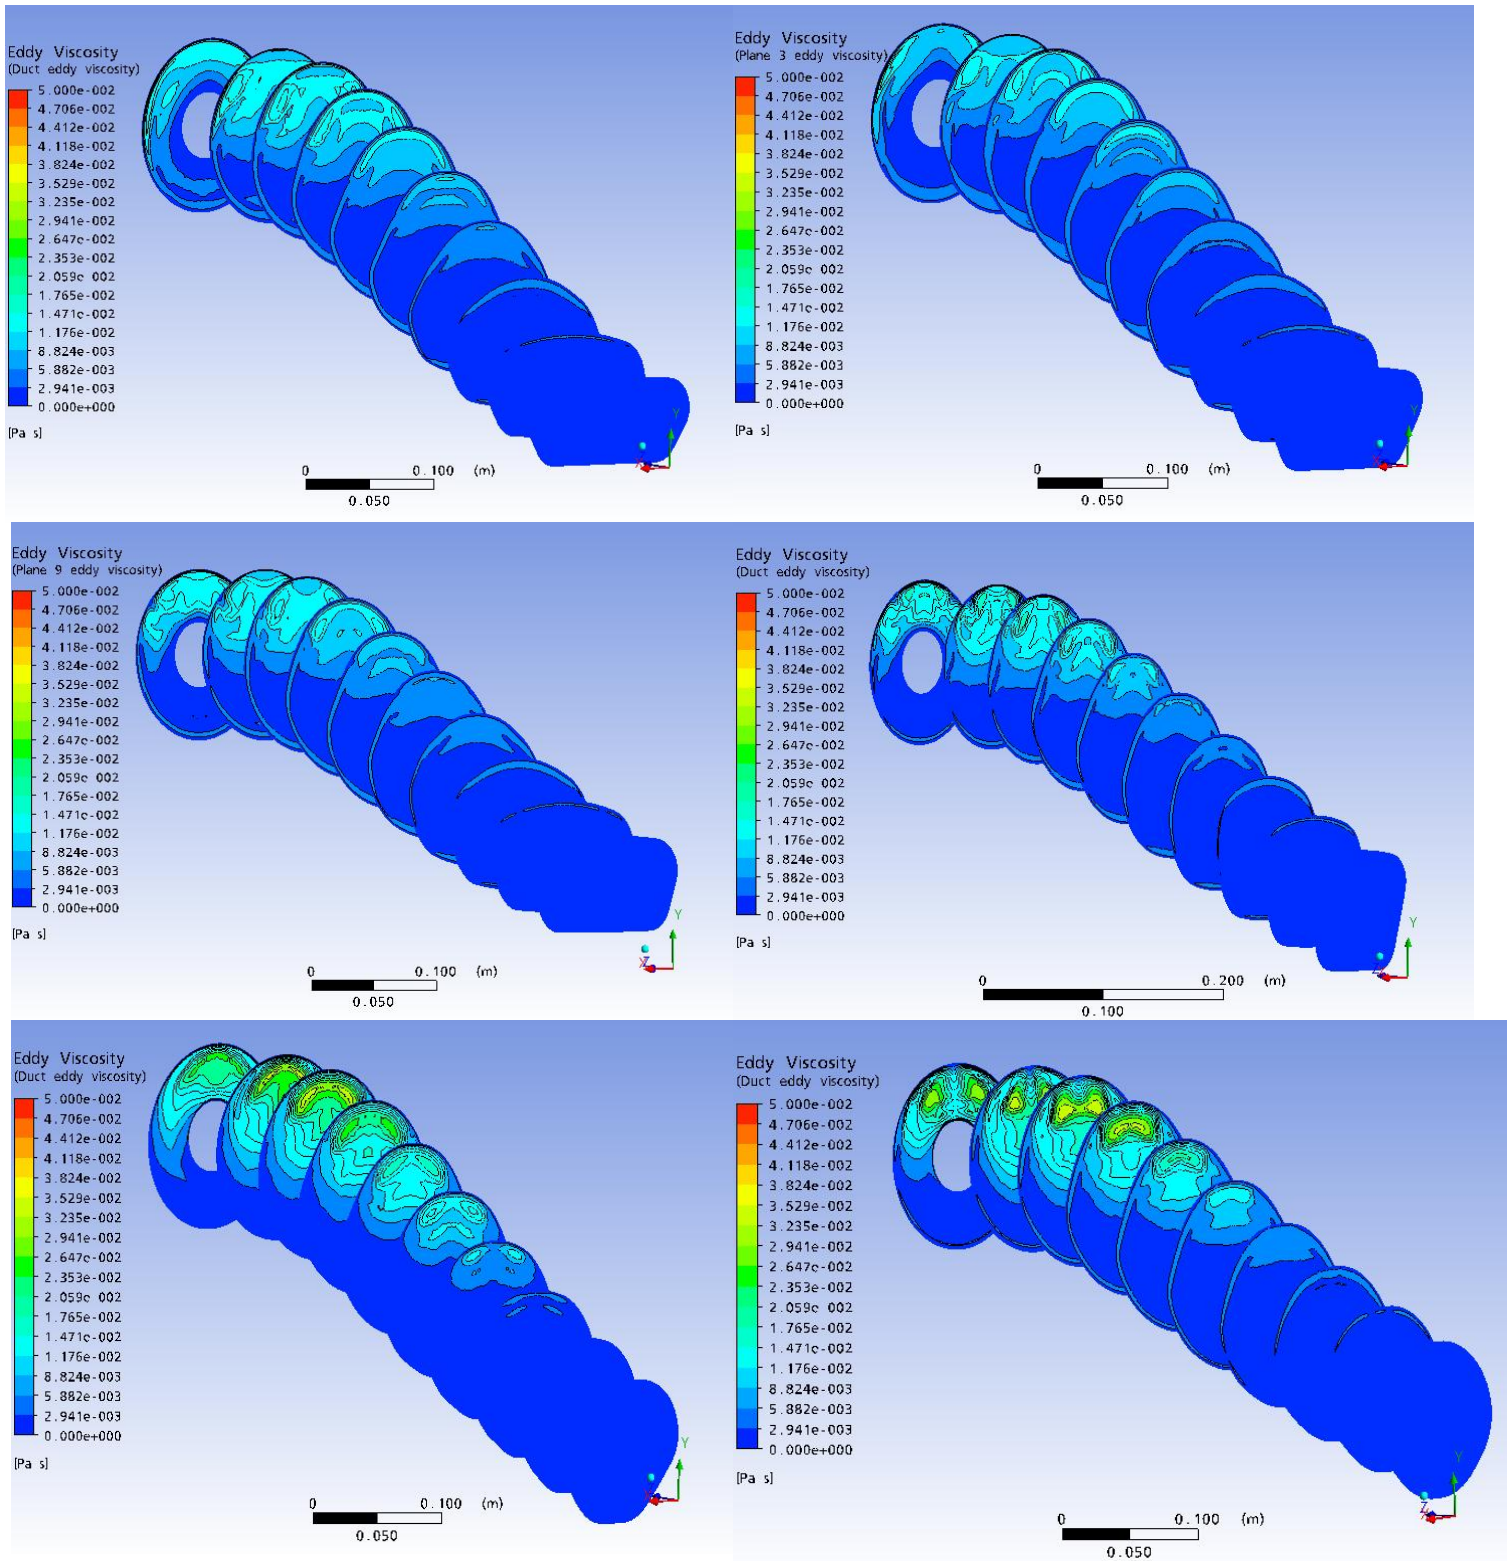 Eddy Viscosity
(Duct eddy viscosity)
5.000e-002
4.706e-002
4.412e-002
4.118e-002
3.824e-002
3.529e-002
3.235e-002
2.941e-002
2.647e-002
2.353e-002
2.059e 002
1.765e-002
1.471e-002
1.176e-002
8.824e-003
5.882e-003
2.941e-003
0.000e+000
[Pa s]
0 0.100 (m)
0.050
Y
X
Eddy Viscosity
(Plane 3 eddy viscosity)
5.000e-002
4.706e-002
4.412e-002
4.118e-002
3.824e-002
3.529e-002
3.235e-002
2.941e-002
2.647e-002
2.353e-002
2.059e 002
1.765e-002
1.471e-002
1.176e-002
8.824e-003
5.882e-003
2.941e-003
0.000e+000
[Pa s]
0 0.100 (m)
0.050
Y
X
Eddy Viscosity
(Plane 9 eddy viscosity)
5.000e-002
4.706e-002
4.412e-002
4.118e-002
3.824e-002
3.529e-002
3.235e-002
2.941e-002
2.647e-002
2.353e-002
2.059e 002
1.765e-002
1.471e-002
1.176e-002
8.824e-003
5.882e-003
2.941e-003
0.000e+000
[Pa s]
0 0.100 (m)
0.050
Y
X Z
Eddy Viscosity
(Duct eddy viscosity)
5.000e-002
4.706e-002
4.412e-002
4.118e-002
3.824e-002
3.529e-002
3.235e-002
2.941e-002
2.647e-002
2.353e-002
2.059e 002
1.765e-002
1.471e-002
1.176e-002
8.824e-003
5.882e-003
2.941e-003
0.000e+000
[Pa s]
0 0.200 (m)
0.100
Y
Z
Eddy Viscosity
(Duct eddy viscosity)
5.000e-002
4.706e-002
4.412e-002
4.118e-002
3.824e-002
3.529e-002
3.235e-002
2.941e-002
2.647e-002
2.353e-002
2.059e 002
1.765e-002
1.471e-002
1.176e-002
8.824e-003
5.882e-003
2.941e-003
0.000e+000
[Pa s]
0 0.100 (m)
0.050
Y
Eddy Viscosity
(Duct eddy viscosity)
5.000e-002
4.706e-002
4.412e-002
4.118e-002
3.824e-002
3.529e-002
3.235e-002
2.941e-002
2.647e-002
2.353e-002
2.059e 002
1.765e-002
1.471e-002
1.176e-002
8.824e-003
5.882e-003
2.941e-003
0.000e+000
[Pa s]
0 0.100 (m)
0.050
Y
Z